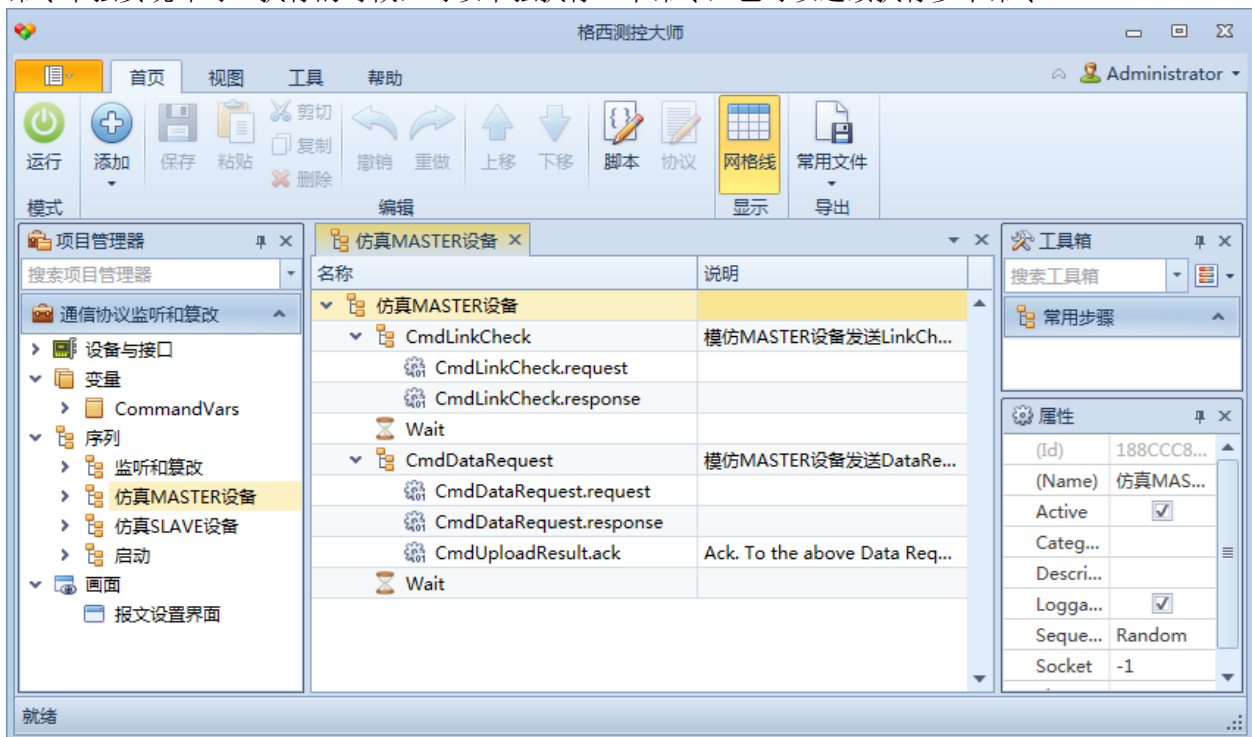 格西测控大师
首页 视图 工具 帮助 Administrator
运行 添加 保存 粘贴 剪切 复制 删除 撤销 重做 上移 下移 脚本 协议 网格线 常用文件
模式 编辑 显示 导出
项目管理器
搜索项目管理器
通信协议监听和篡改
设备与接口
变量
CommandVars
序列
监听和篡改
仿真MASTER设备
仿真SLAVE设备
启动
画面
报文设置界面
仿真MASTER设备
名称 说明
仿真MASTER设备
CmdLinkCheck 模仿MASTER设备发送LinkCh...
CmdLinkCheck.request
CmdLinkCheck.response
Wait
CmdDataRequest 模仿MASTER设备发送DataRe...
CmdDataRequest.request
CmdDataRequest.response
CmdUploadResult.ack Ack. To the above Data Req...
Wait
工具箱
搜索工具箱
常用步骤
属性
(Id) 188CCC8...
(Name) 仿真MAS...
Active
Categ...
Descri...
Logga...
Seque... Random
Socket -1
就绪